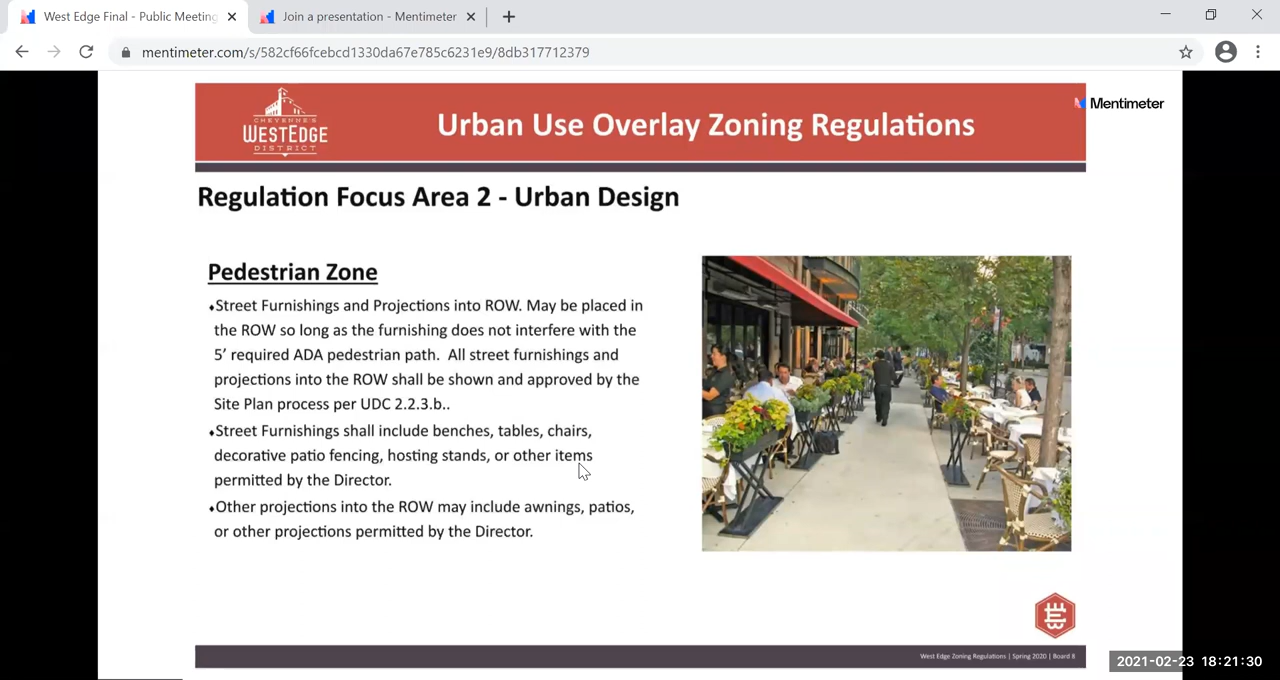 West Edge Final - Public Meeting
Join a presentation - Mentimeter
mentimeter.com/s/582cf66fcebcd1330da67e785c6231e9/8db317712379
CHEYENNE'S
WESTEDGE
DISTRICT
Urban Use Overlay Zoning Regulations
Mentimeter
Regulation Focus Area 2 - Urban Design
Pedestrian Zone
⬧Street Furnishings and Projections into ROW. May be placed in
the ROW so long as the furnishing does not interfere with the
5’ required ADA pedestrian path. All street furnishings and
projections into the ROW shall be shown and approved by the
Site Plan process per UDC 2.2.3.b..
⬧Street Furnishings shall include benches, tables, chairs,
decorative patio fencing, hosting stands, or other items
permitted by the Director.
⬧Other projections into the ROW may include awnings, patios,
or other projections permitted by the Director.
West Edge Zoning Regulations | Spring 2020 | Board 8
2021-02-23 18:21:30